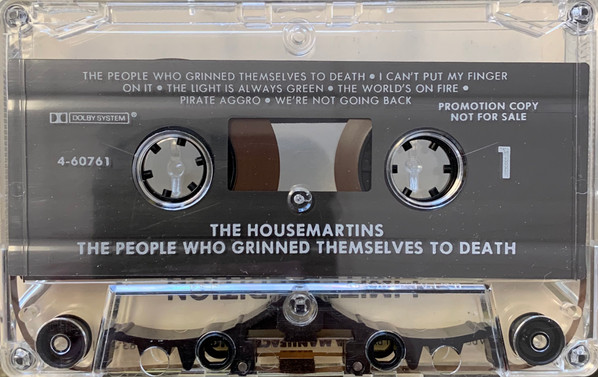 THE PEOPLE WHO GRINNED THEMSELVES TO DEATH • I CAN'T PUT MY FINGER
ON IT • THE LIGHT IS ALWAYS GREEN • THE WORLD'S ON FIRE •
PIRATE AGGRO • WE'RE NOT GOING BACK
PROMOTION COPY
NOT FOR SALE
DOLBY SYSTEM®
4-60761
1
THE HOUSEMARTINS
THE PEOPLE WHO GRINNED THEMSELVES TO DEATH